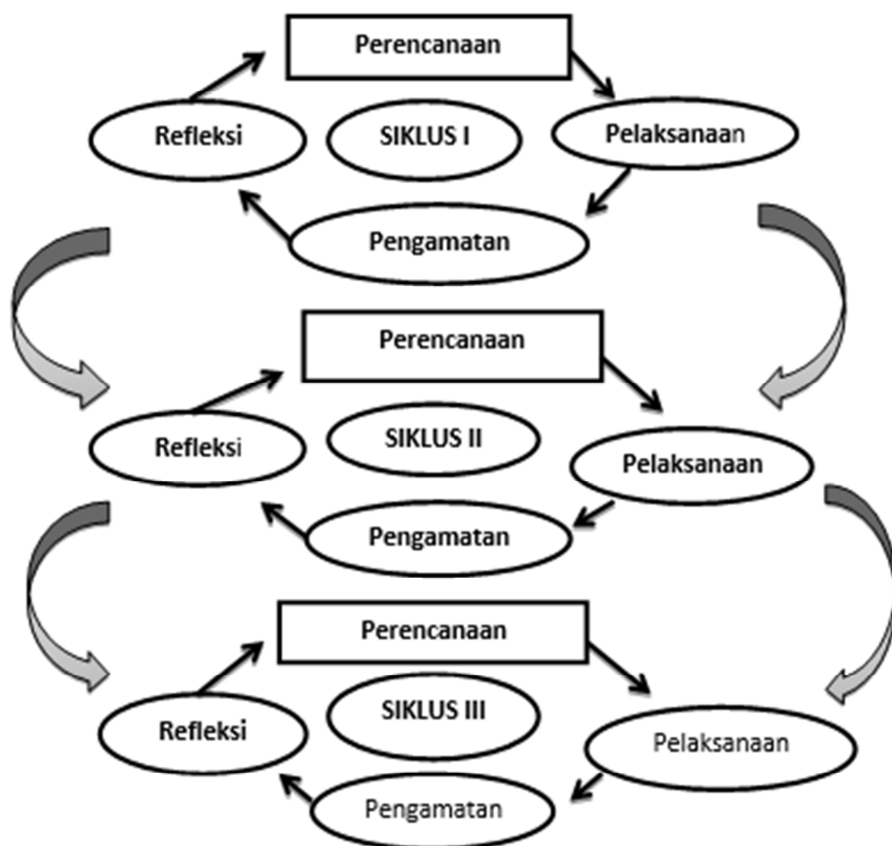 Perencanaan
Refleksi
SIKLUS I
Pelaksanaan
Pengamatan
Perencanaan
Refleksi
SIKLUS II
Pelaksanaan
Pengamatan
Perencanaan
Refleksi
SIKLUS III
Pelaksanaan
Pengamatan